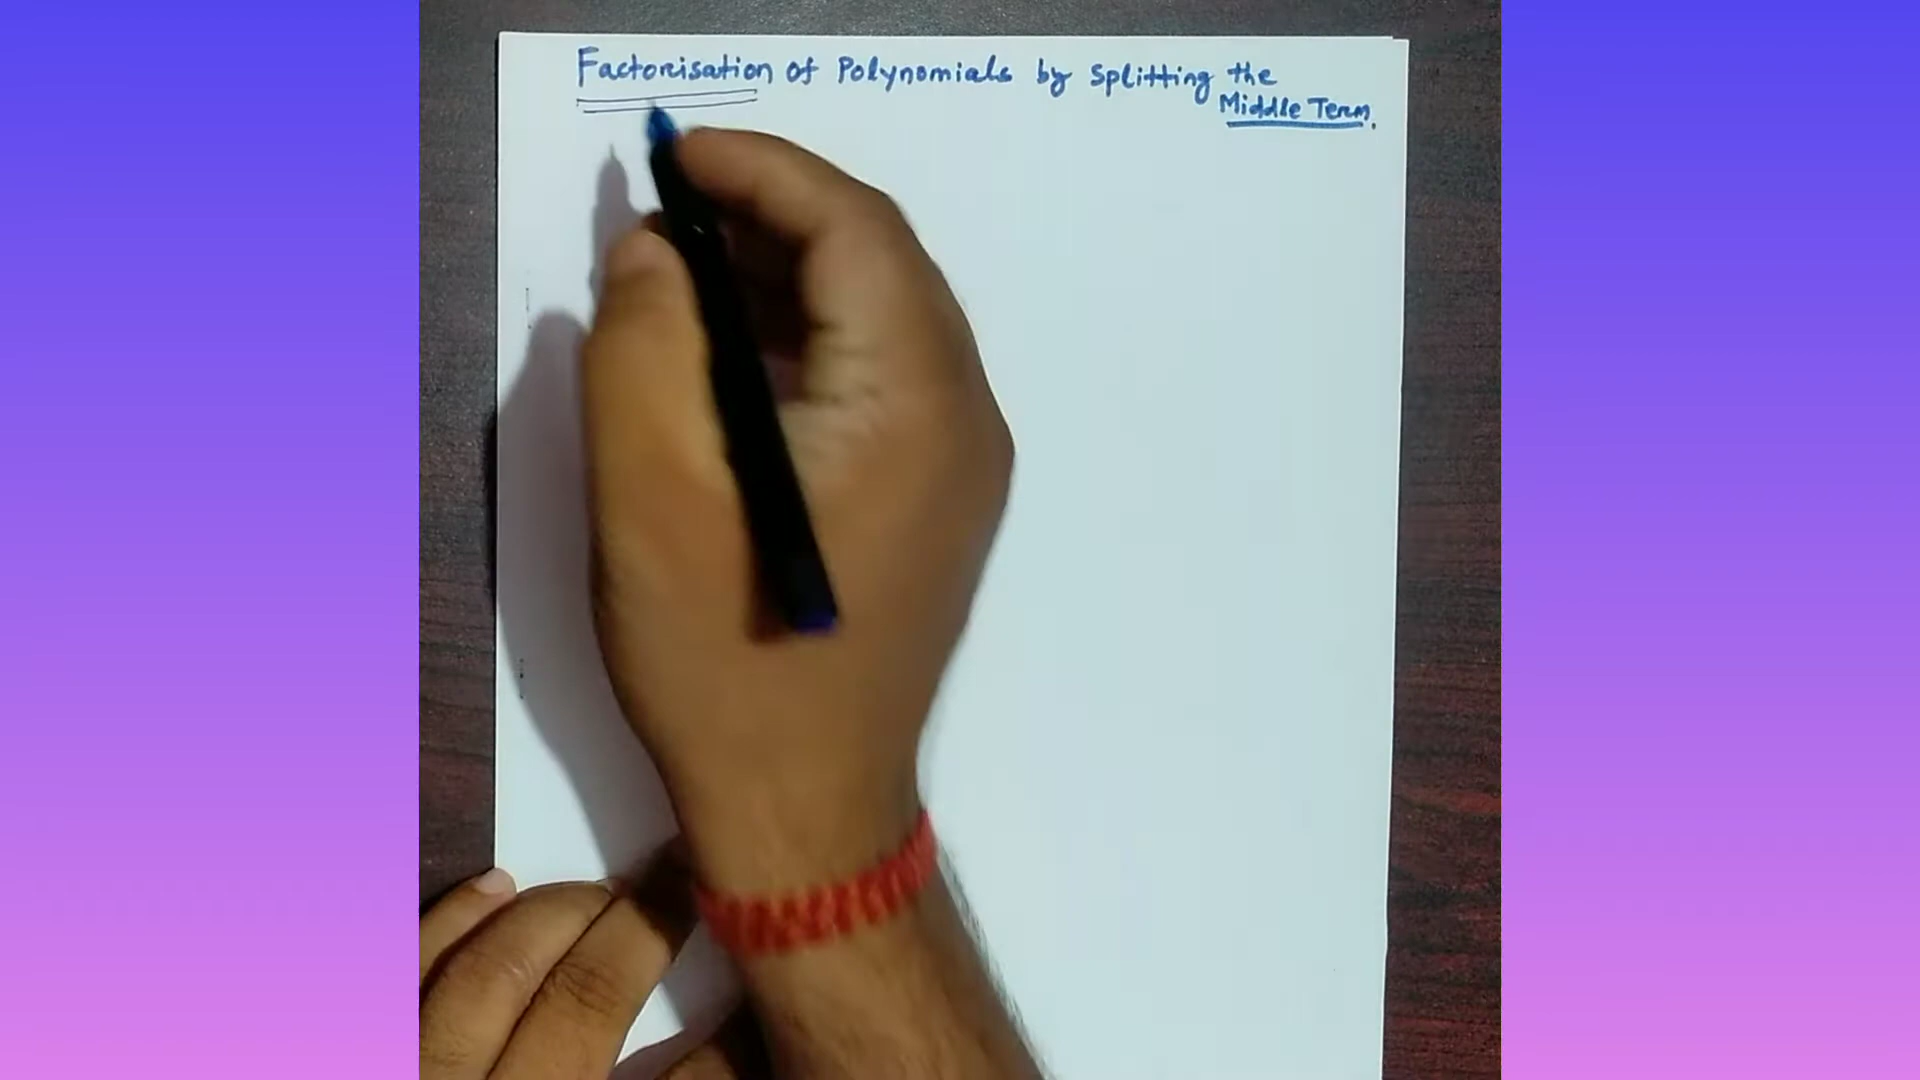 Factorisation of Polynomials by splitting the
Middle Term.